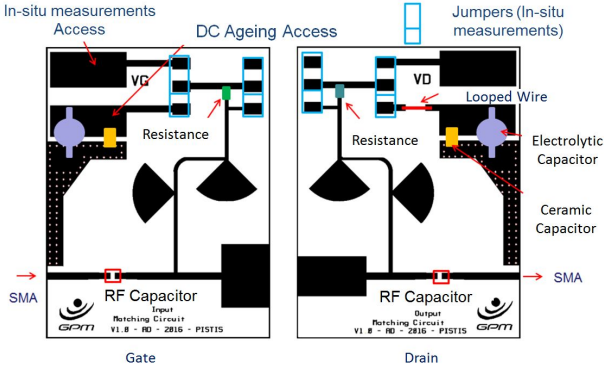 In-situ measurements
Access
DC Ageing Access
Jumpers (In-situ
measurements)
VG
VD
Looped Wire
Resistance
Resistance
Electrolytic
Capacitor
Ceramic
Capacitor
SMA
RF Capacitor
RF Capacitor
SMA
GPM
Input
Matching Circuit
V1.0 - AD - 2016 - PISTIS
Output
Matching Circuit
V1.0 - AD - 2016 - PISTIS
GPM
Gate
Drain